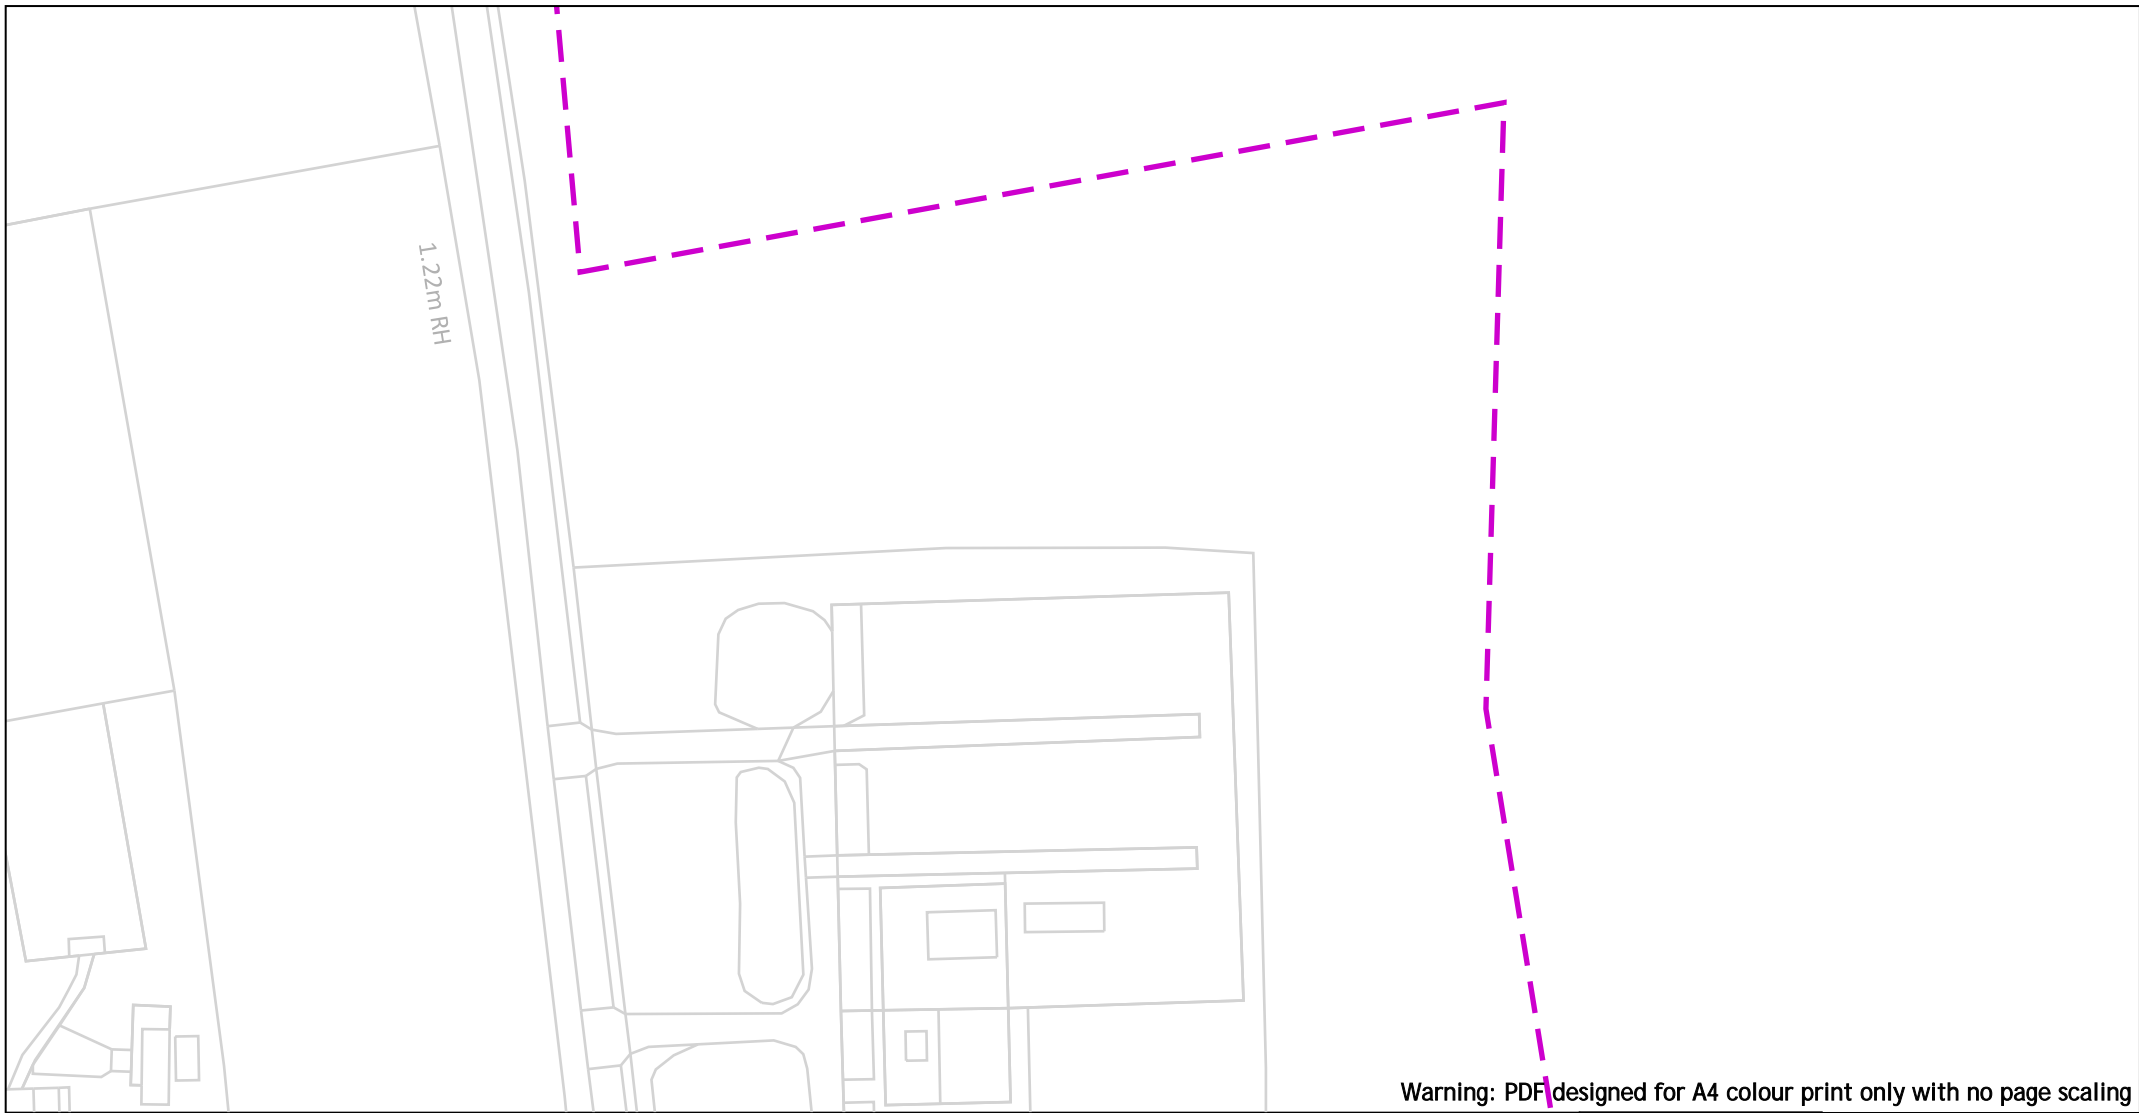 1.22m RH
Warning: PDF designed for A4 colour print only with no page scaling